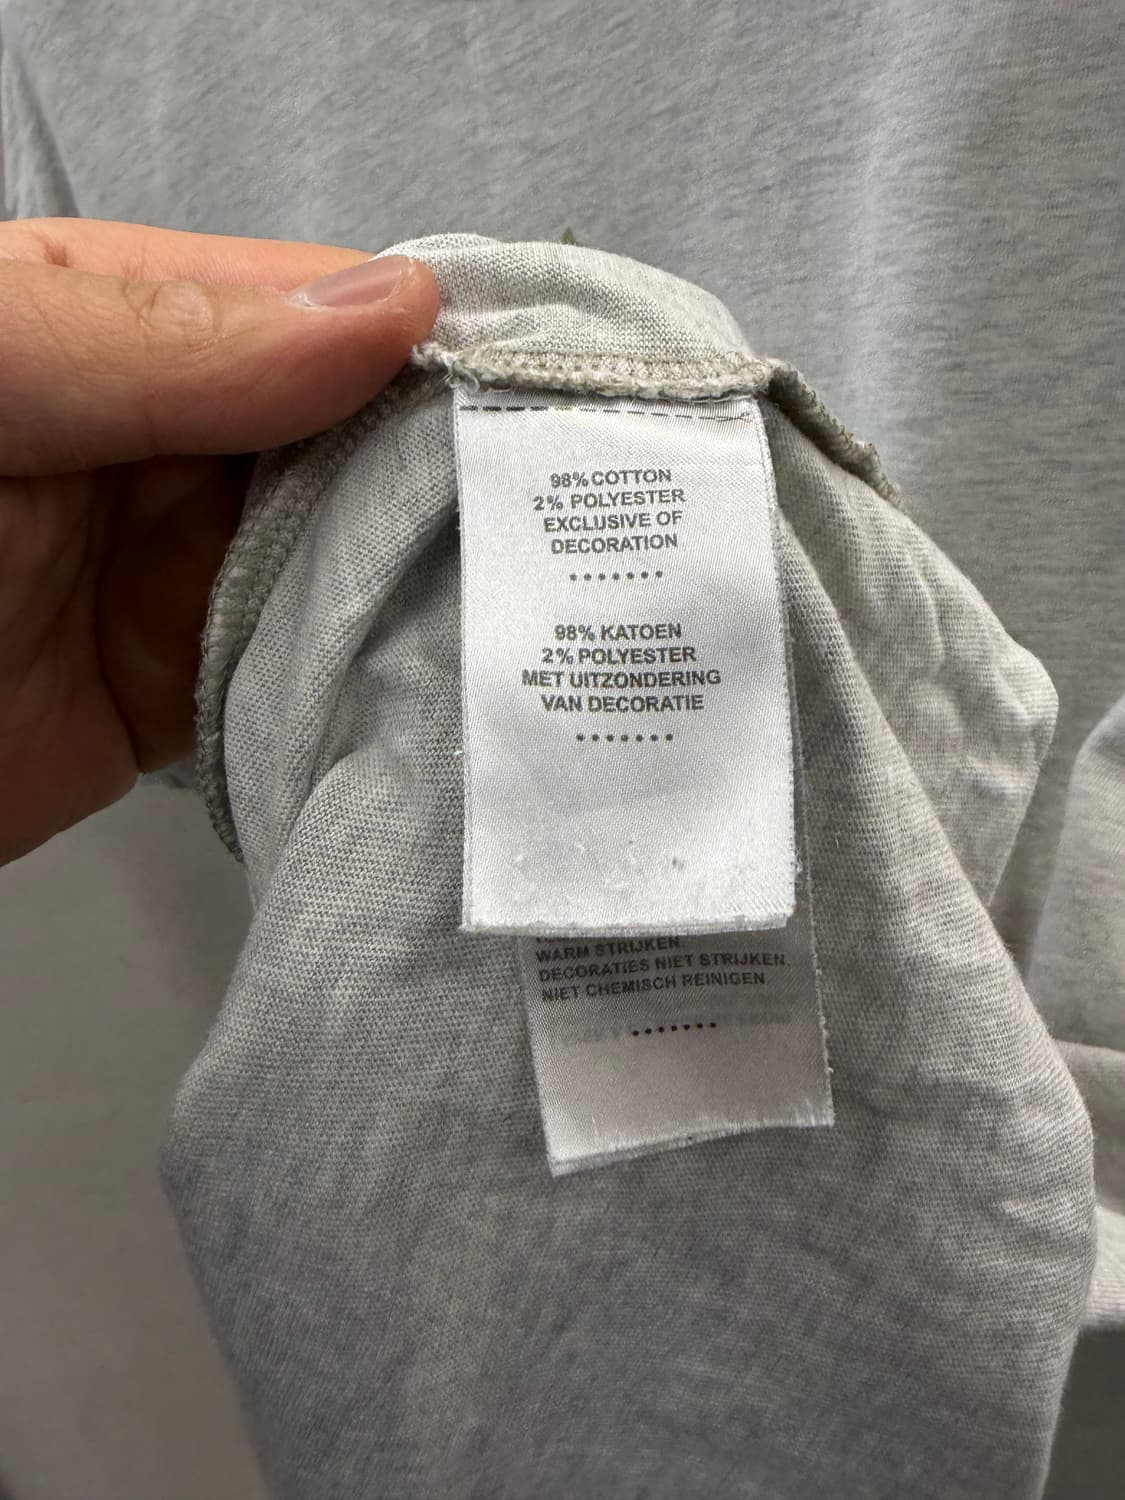 98% COTTON
2% POLYESTER
EXCLUSIVE OF
DECORATION
.......
98% KATOEN
2% POLYESTER
MET UITZONDERING
VAN DECORATIE
.......
WARM STRIJKEN
DECORATIES NIET STRIJKEN
NIET CHEMISCH REINIGEN
.......